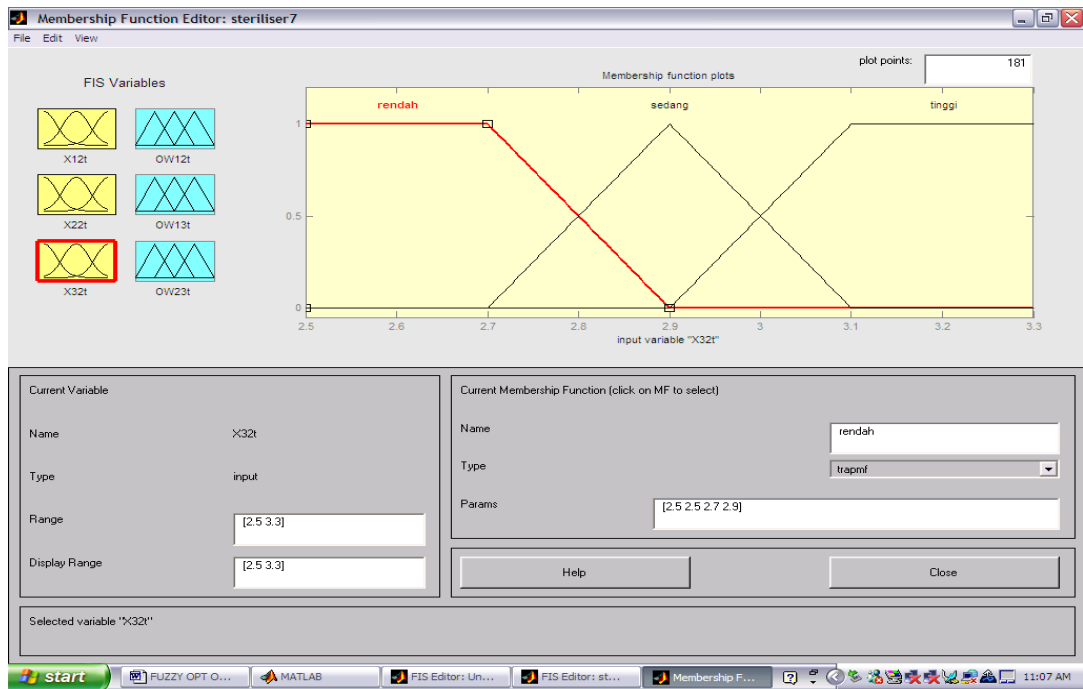 Membership Function Editor: steriliser7
File Edit View
FIS Variables
X12t
OW12t
X22t
OW13t
X32t
OW23t
plot points:
181
Membership function plots
rendah
sedang
tinggi
1
0.5
0
2.5 2.6 2.7 2.8 2.9 3 3.1 3.2 3.3
input variable "X32t"
Current Variable
Name
X32t
Type
input
Range
[2.5 3.3]
Display Range
[2.5 3.3]
Current Membership Function (click on MF to select)
Name
rendah
Type
trapmf
Params
[2.5 2.5 2.7 2.9]
Help
Close
Selected variable "X32t"
start
FUZZY OPT O...
MATLAB
FIS Editor: Un...
FIS Editor: st...
Membership F...
11:07 AM